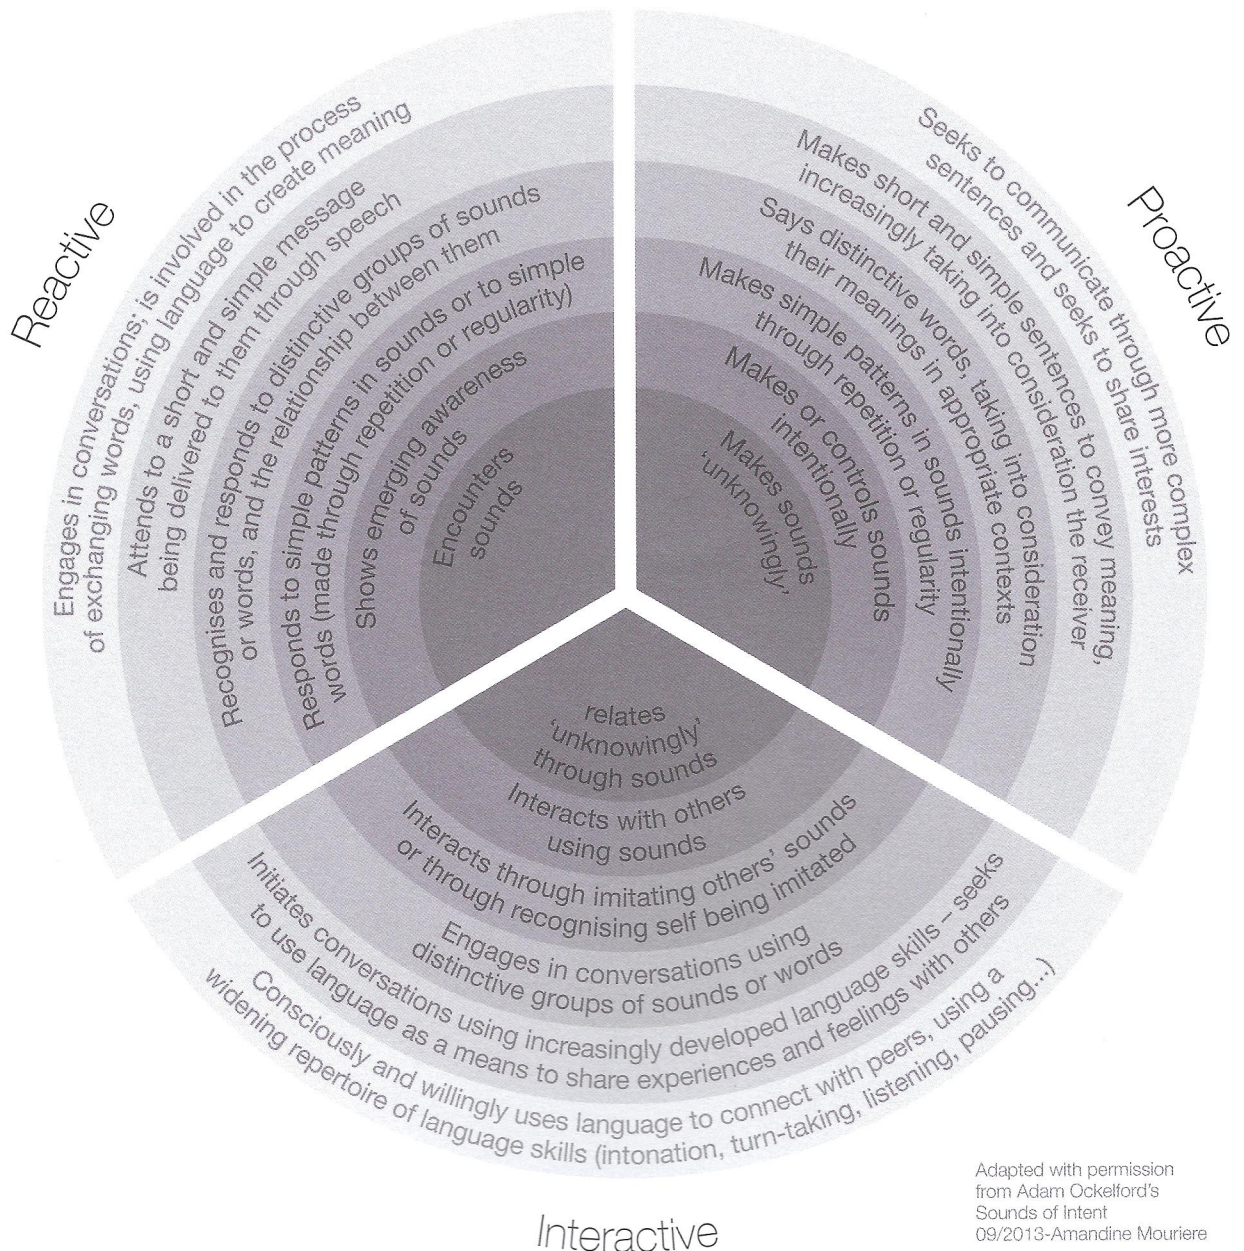 Reactive
Engages in conversations; is involved in the process
of exchanging words, using language to create meaning
Attends to a short and simple message
being delivered to them through speech
Recognises and responds to distinctive groups of sounds
or words, and the relationship between them
Responds to simple patterns in sounds or to simple
words (made through repetition or regularity)
Shows emerging awareness
of sounds
Encounters
sounds
Proactive
Seeks to communicate through more complex
sentences and seeks to share interests
Makes short and simple sentences to convey meaning,
increasingly taking into consideration the receiver
Says distinctive words, taking into consideration
their meanings in appropriate contexts
Makes simple patterns in sounds intentionally
through repetition or regularity
Makes or controls sounds
intentionally
Makes sounds
'unknowingly'
relates
'unknowingly'
through sounds
Interacts with others
using sounds
Interacts through imitating others' sounds
or through recognising self being imitated
Engages in conversations using
distinctive groups of sounds or words
Initiates conversations using increasingly developed language skills – seeks
to use language as a means to share experiences and feelings with others
Consciously and willingly uses language to connect with peers, using a
widening repertoire of language skills (intonation, turn-taking, listening, pausing...)
Interactive
Adapted with permission
from Adam Ockelford's
Sounds of Intent
09/2013-Amandine Mouriere